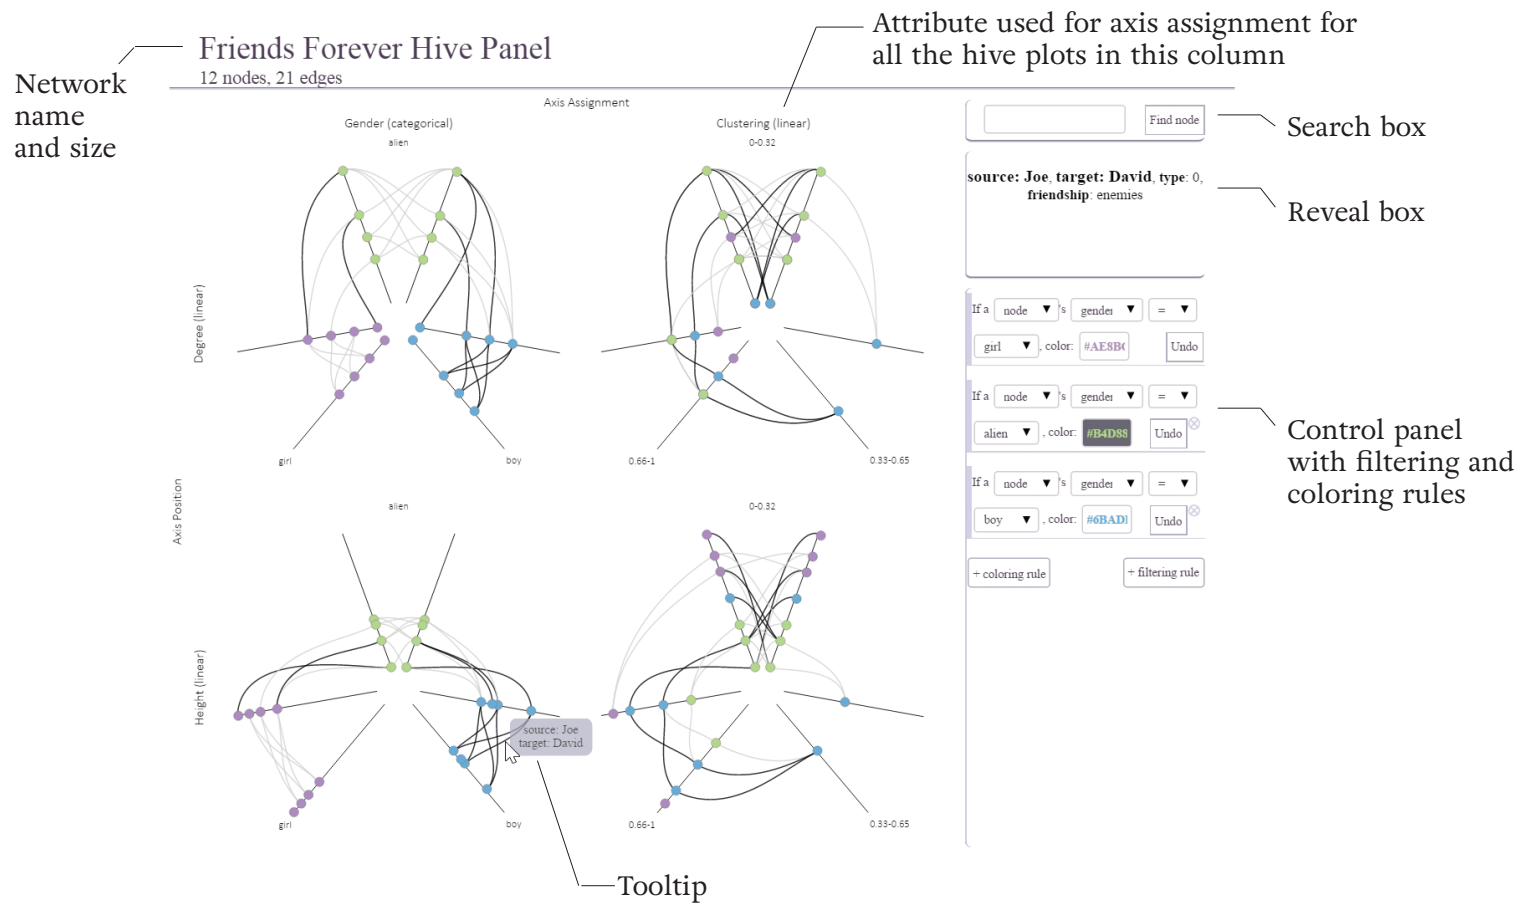 Attribute used for axis assignment for
all the hive plots in this column
Friends Forever Hive Panel
12 nodes, 21 edges
Network
name
and size
Axis Assignment
Gender (categorical)
Clustering (linear)
alien
0-0.32
Find node
Search box
source: Joe, target: David, type: 0,
friendship: enemies
Reveal box
Degree (linear)
girl
boy
0.66-1
0.33-0.65
If a node ▼ 's gender ▼ = ▼
girl ▼ , color: #AE8B Undo
If a node ▼ 's gender ▼ = ▼
alien ▼ , color: #B4D88 Undo
If a node ▼ 's gender ▼ = ▼
boy ▼ , color: #6BAD Undo
+ coloring rule
+ filtering rule
Control panel
with filtering and
coloring rules
Axis Position
alien
0-0.32
Height (linear)
source: Joe
target: David
girl
boy
0.66-1
0.33-0.65
Tooltip